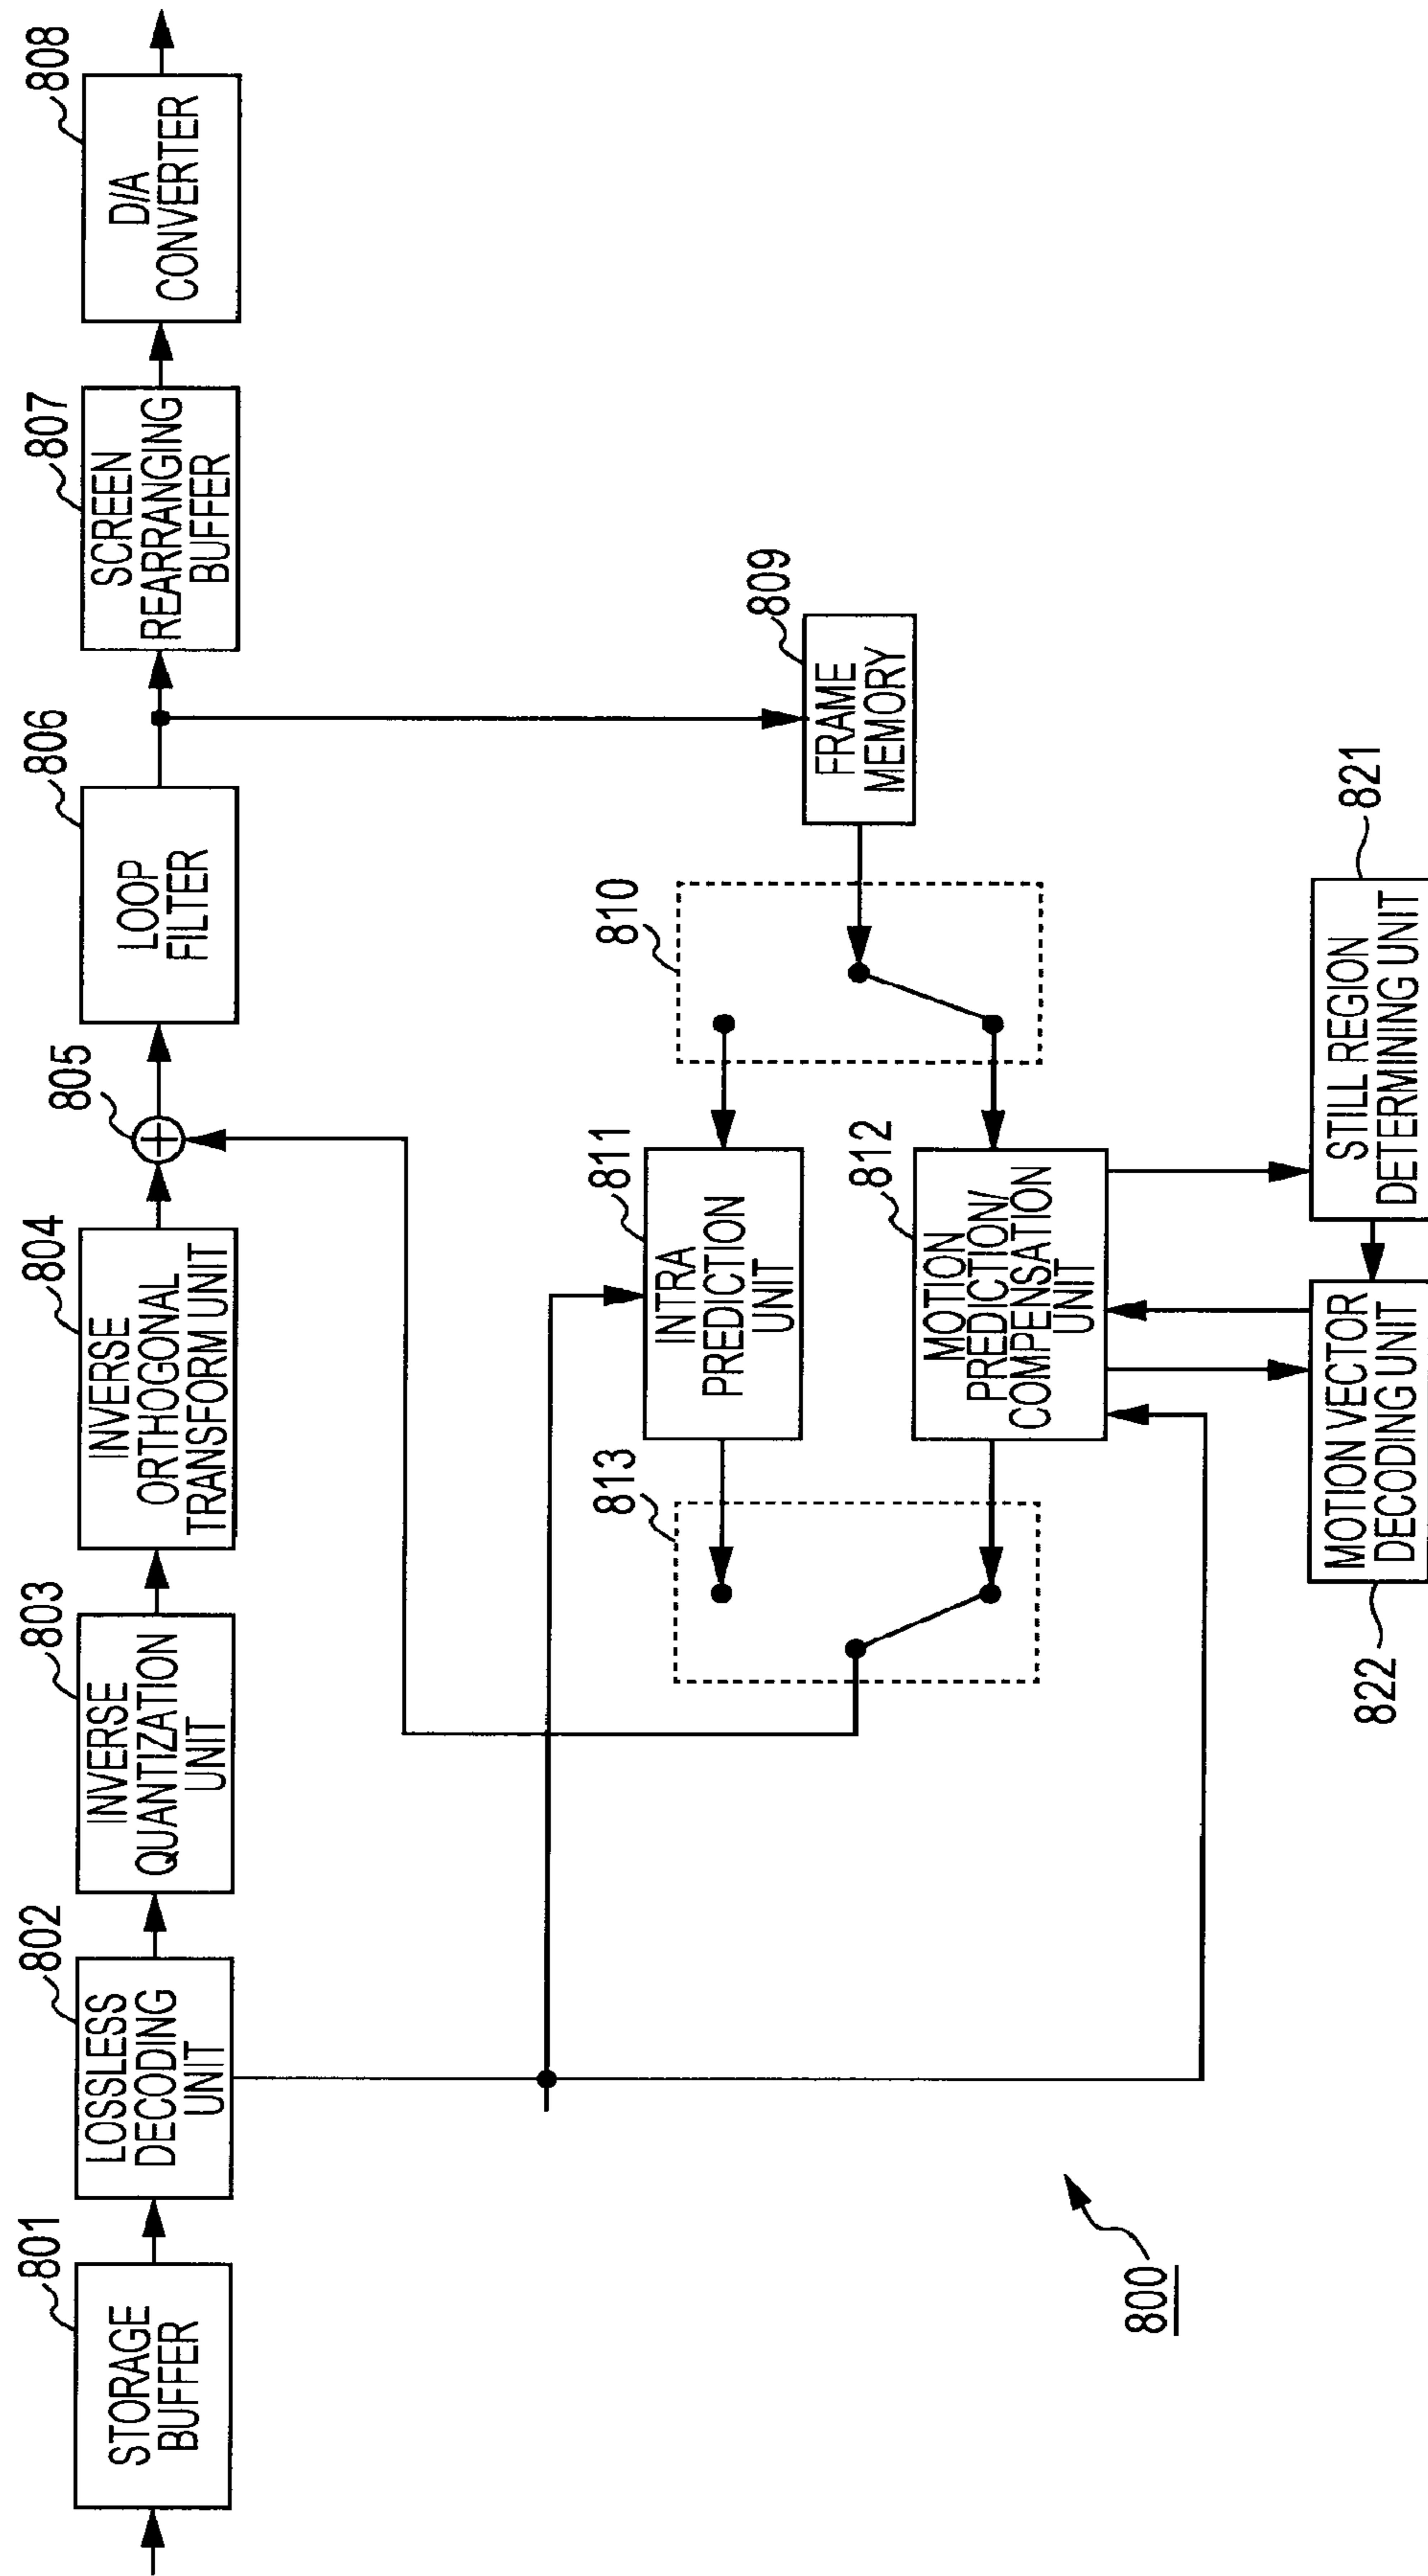 801
STORAGE
BUFFER
802
LOSSLESS
DECODING
UNIT
803
INVERSE
QUANTIZATION
UNIT
804
INVERSE
ORTHOGONAL
TRANSFORM UNIT
805
806
LOOP
FILTER
807
SCREEN
REARRANGING
BUFFER
808
D/A
CONVERTER
813
811
INTRA
PREDICTION
UNIT
810
809
FRAME
MEMORY
812
MOTION
PREDICTION/
COMPENSATION
UNIT
800
822
MOTION VECTOR
DECODING UNIT
821
STILL REGION
DETERMINING UNIT